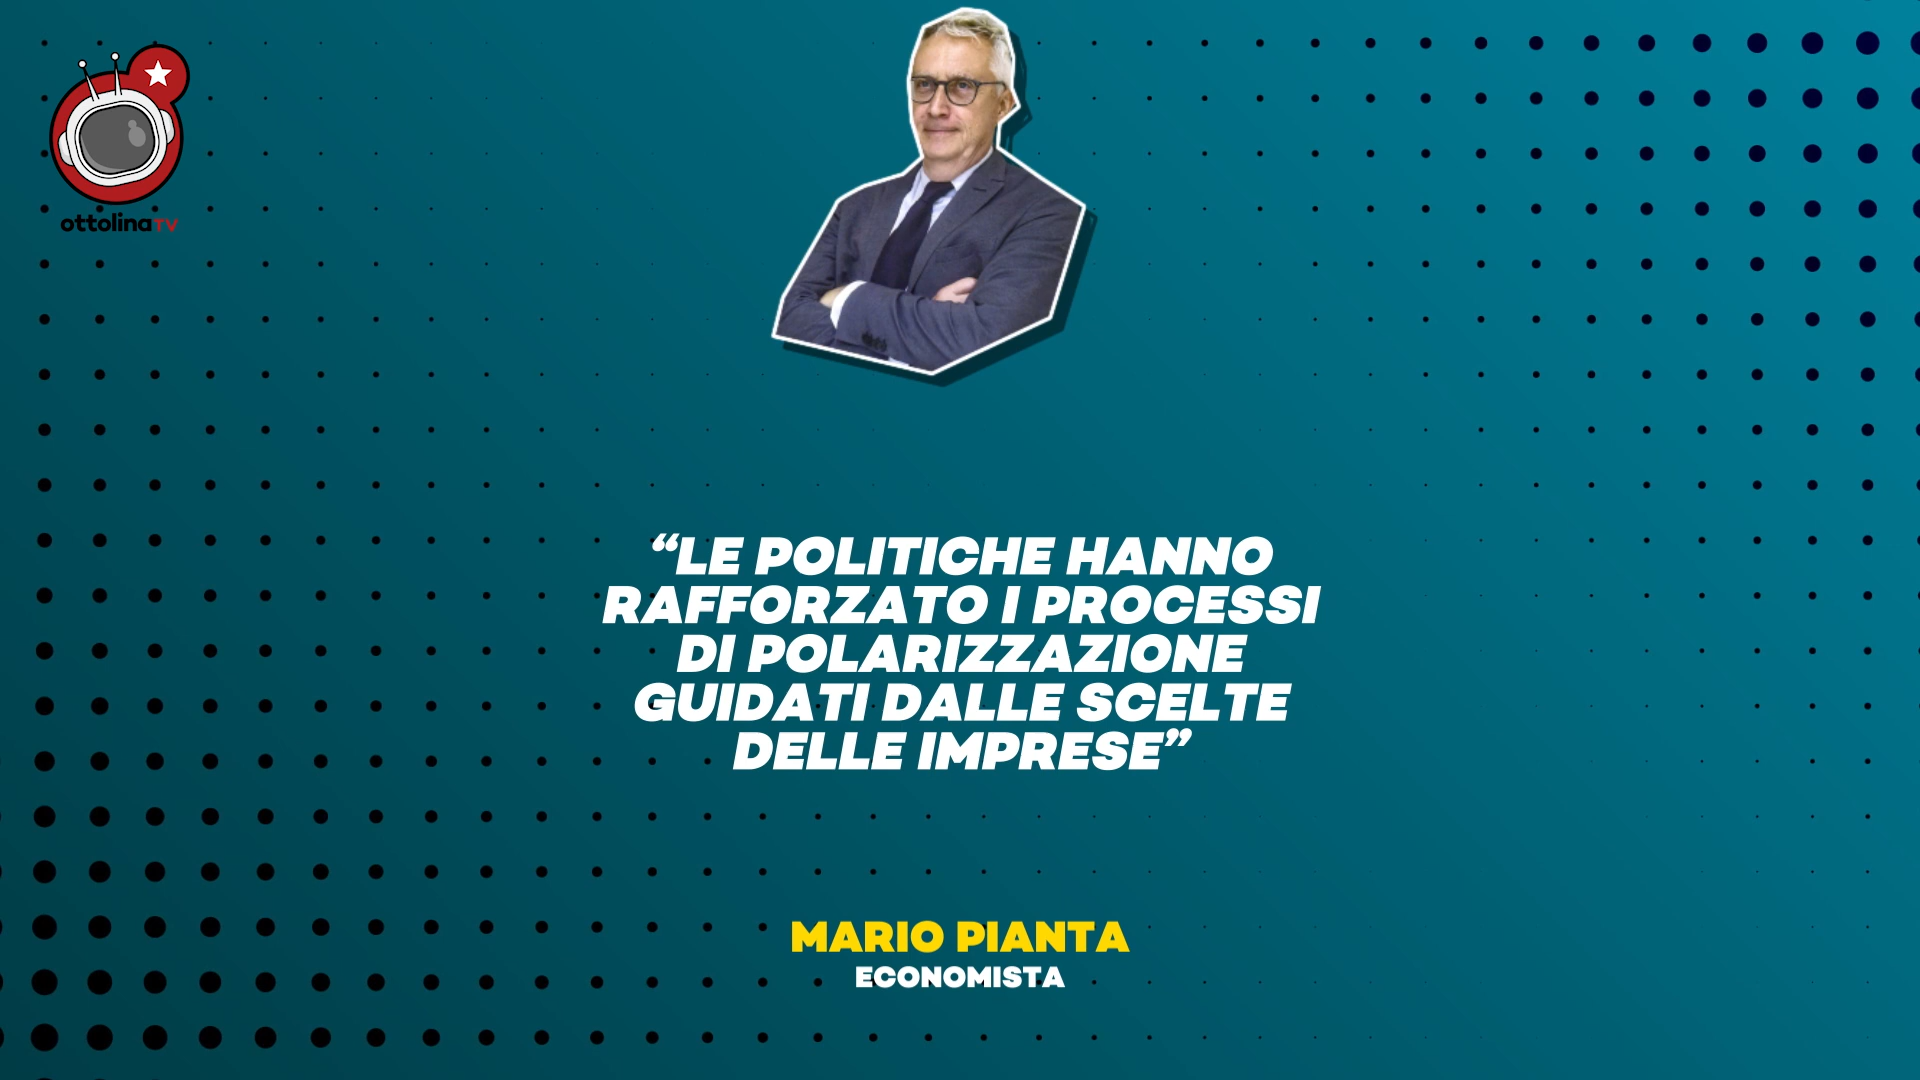 ottolinaTV
“LE POLITICHE HANNO
RAFFORZATO I PROCESSI
DI POLARIZZAZIONE
GUIDATI DALLE SCELTE
DELLE IMPRESE”
MARIO PIANTA
ECONOMISTA